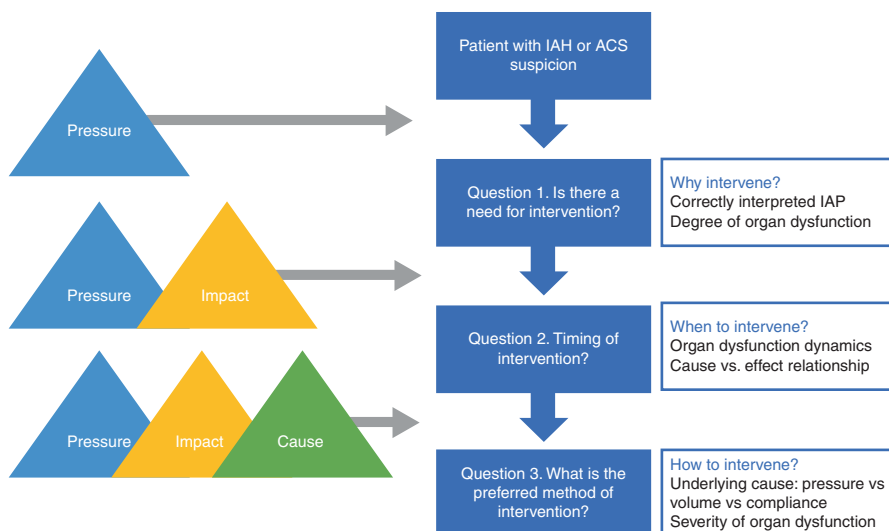 Patient with IAH or ACS
suspicion
Pressure
Question 1. Is there a
need for intervention?
Why intervene?
Correctly interpreted IAP
Degree of organ dysfunction
Pressure
Impact
Question 2. Timing of
intervention?
When to intervene?
Organ dysfunction dynamics
Cause vs. effect relationship
Pressure
Impact
Cause
Question 3. What is the
preferred method of
intervention?
How to intervene?
Underlying cause: pressure vs
volume vs compliance
Severity of organ dysfunction